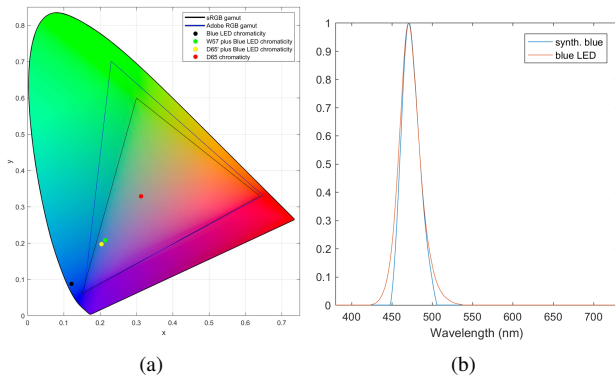 sRGB gamut
Adobe RGB gamut
Blue LED chromaticity
W57 plus Blue LED chromaticity
D65' plus Blue LED chromaticity
D65 chromaticty
0.8
0.7
0.6
0.5
0.4
0.3
0.2
0.1
0
y
0 0.1 0.2 0.3 0.4 0.5 0.6 0.7
x
(a)
synth. blue
blue LED
1
0.9
0.8
0.7
0.6
0.5
0.4
0.3
0.2
0.1
0
400 450 500 550 600 650 700
Wavelength (nm)
(b)